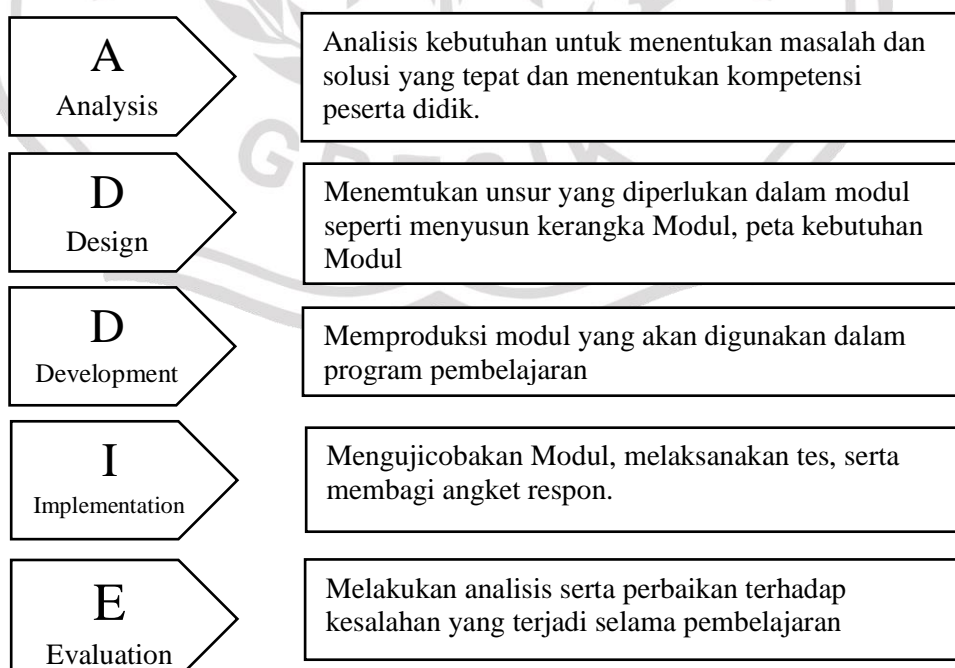 A
Analysis
Analisis kebutuhan untuk menentukan masalah dan
solusi yang tepat dan menentukan kompetensi
peserta didik.
GRESIK
D
Design
Menemtukan unsur yang diperlukan dalam modul
seperti menyusun kerangka Modul, peta kebutuhan
Modul
D
Development
Memproduksi modul yang akan digunakan dalam
program pembelajaran
I
Implementation
Mengujicobakan Modul, melaksanakan tes, serta
membagi angket respon.
E
Evaluation
Melakukan analisis serta perbaikan terhadap
kesalahan yang terjadi selama pembelajaran